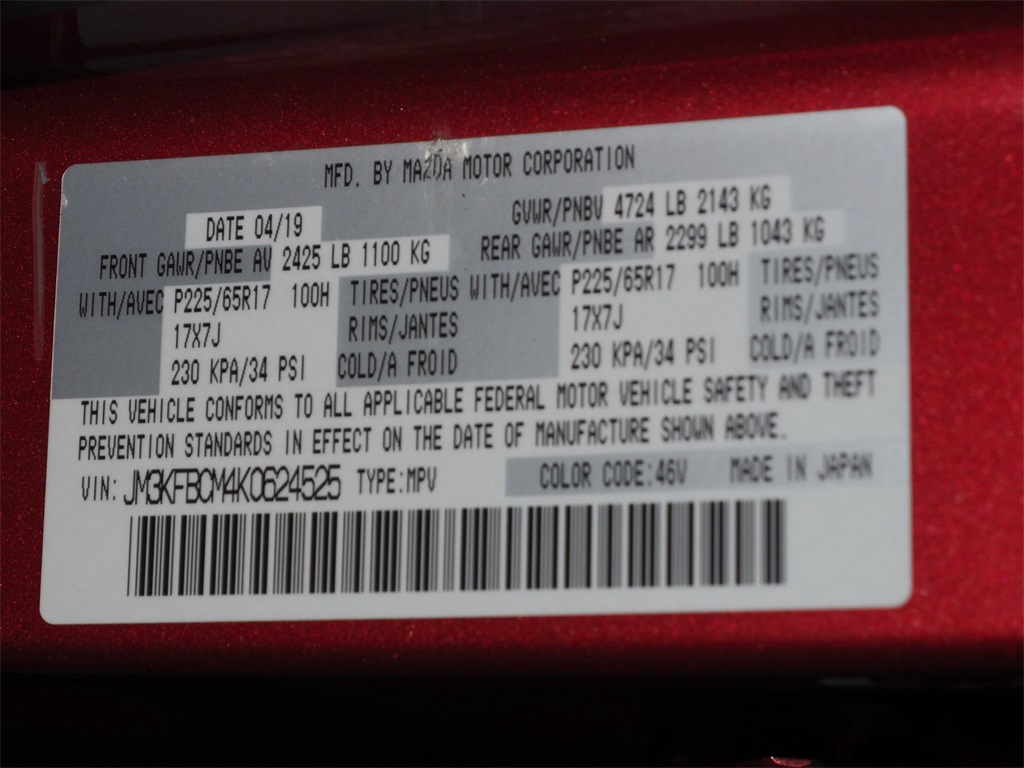 MFD. BY MAZDA MOTOR CORPORATION
DATE 04/19 GVWR/PNBV 4724 LB 2143 KG
FRONT GAWR/PNBE AV 2425 LB 1100 KG REAR GAWR/PNBE AR 2299 LB 1043 KG
WITH/AVEC P225/65R17 100H TIRES/PNEUS WITH/AVEC P225/65R17 100H TIRES/PNEUS
17X7J RIMS/JANTES 17X7J RIMS/JANTES
230 KPA/34 PSI COLD/A FROID 230 KPA/34 PSI COLD/A FROID
THIS VEHICLE CONFORMS TO ALL APPLICABLE FEDERAL MOTOR VEHICLE SAFETY AND THEFT
PREVENTION STANDARDS IN EFFECT ON THE DATE OF MANUFACTURE SHOWN ABOVE.
VIN: JM3KFBCM4K0624525 TYPE:MPV COLOR CODE:46V MADE IN JAPAN